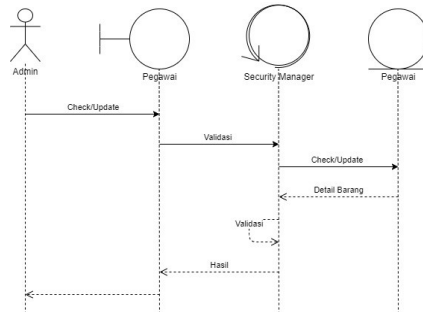 Admin
Pegawai
Security Manager
Pegawai
Check/Update
Validasi
Check/Update
Detail Barang
Validasi
Hasil